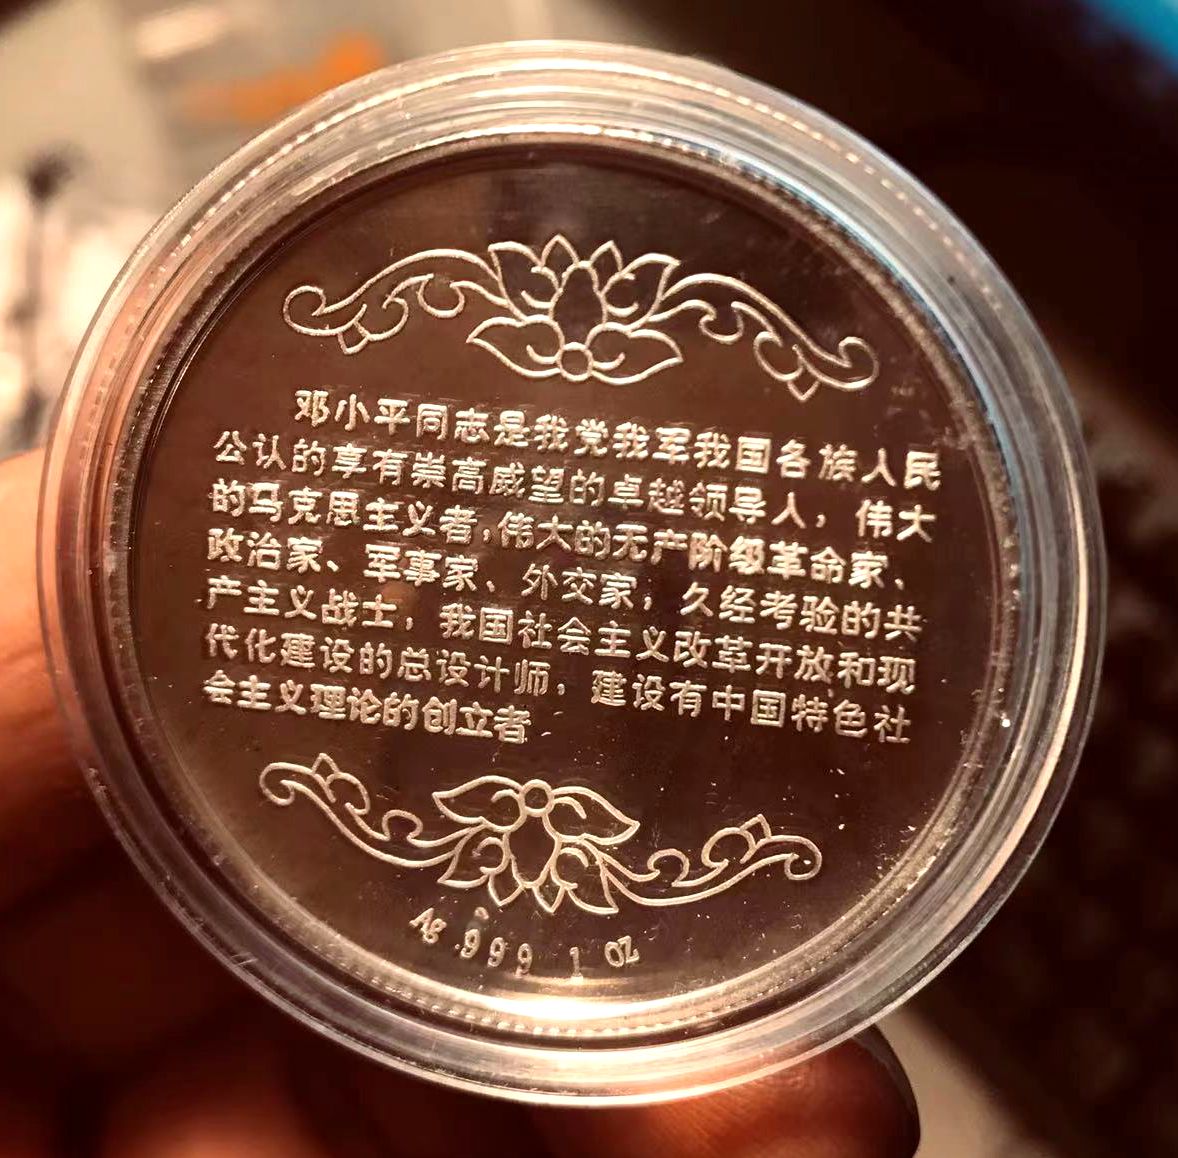 邓小平同志是我党我军我国各族人民
公认的享有崇高威望的卓越领导人，伟大
的马克思主义者，伟大的无产阶级革命家、
政治家、军事家、外交家，久经考验的共
产主义战士，我国社会主义改革开放和现
代化建设的总设计师，建设有中国特色社
会主义理论的创立者
Ag .999 1 OZ